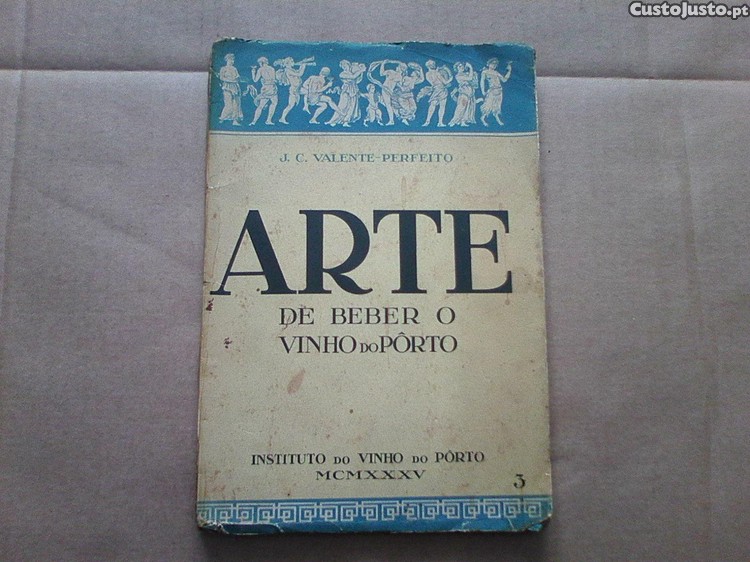 CustoJusto.pt
J. C. VALENTE-PERFEITO
ARTE
DE BEBER O
VINHO DO PÔRTO
INSTITUTO DO VINHO DO PÔRTO
MCMXXXV
3